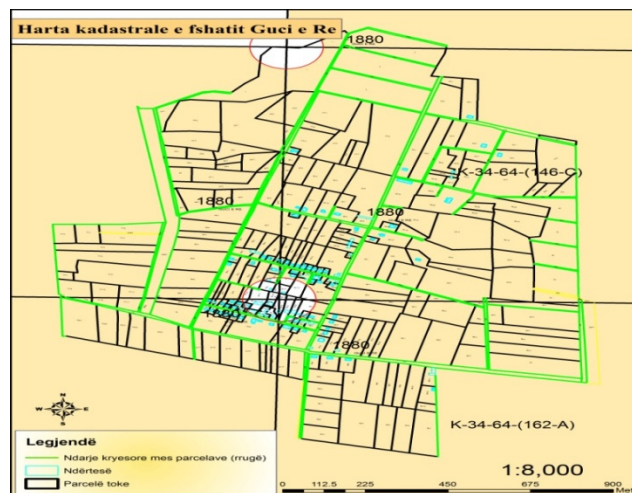 Harta kadastrale e fshatit Guci e Re
1880
K-34-64-(146-C)
1880
1880
1880
1880
K-34-64-(162-A)
N
W E
S
Legjendë
Ndarje kryesore mes parcelave (rrugë)
Ndërtesë
Parcelë toke
1:8,000
0 112.5 225 450 675 900
Met